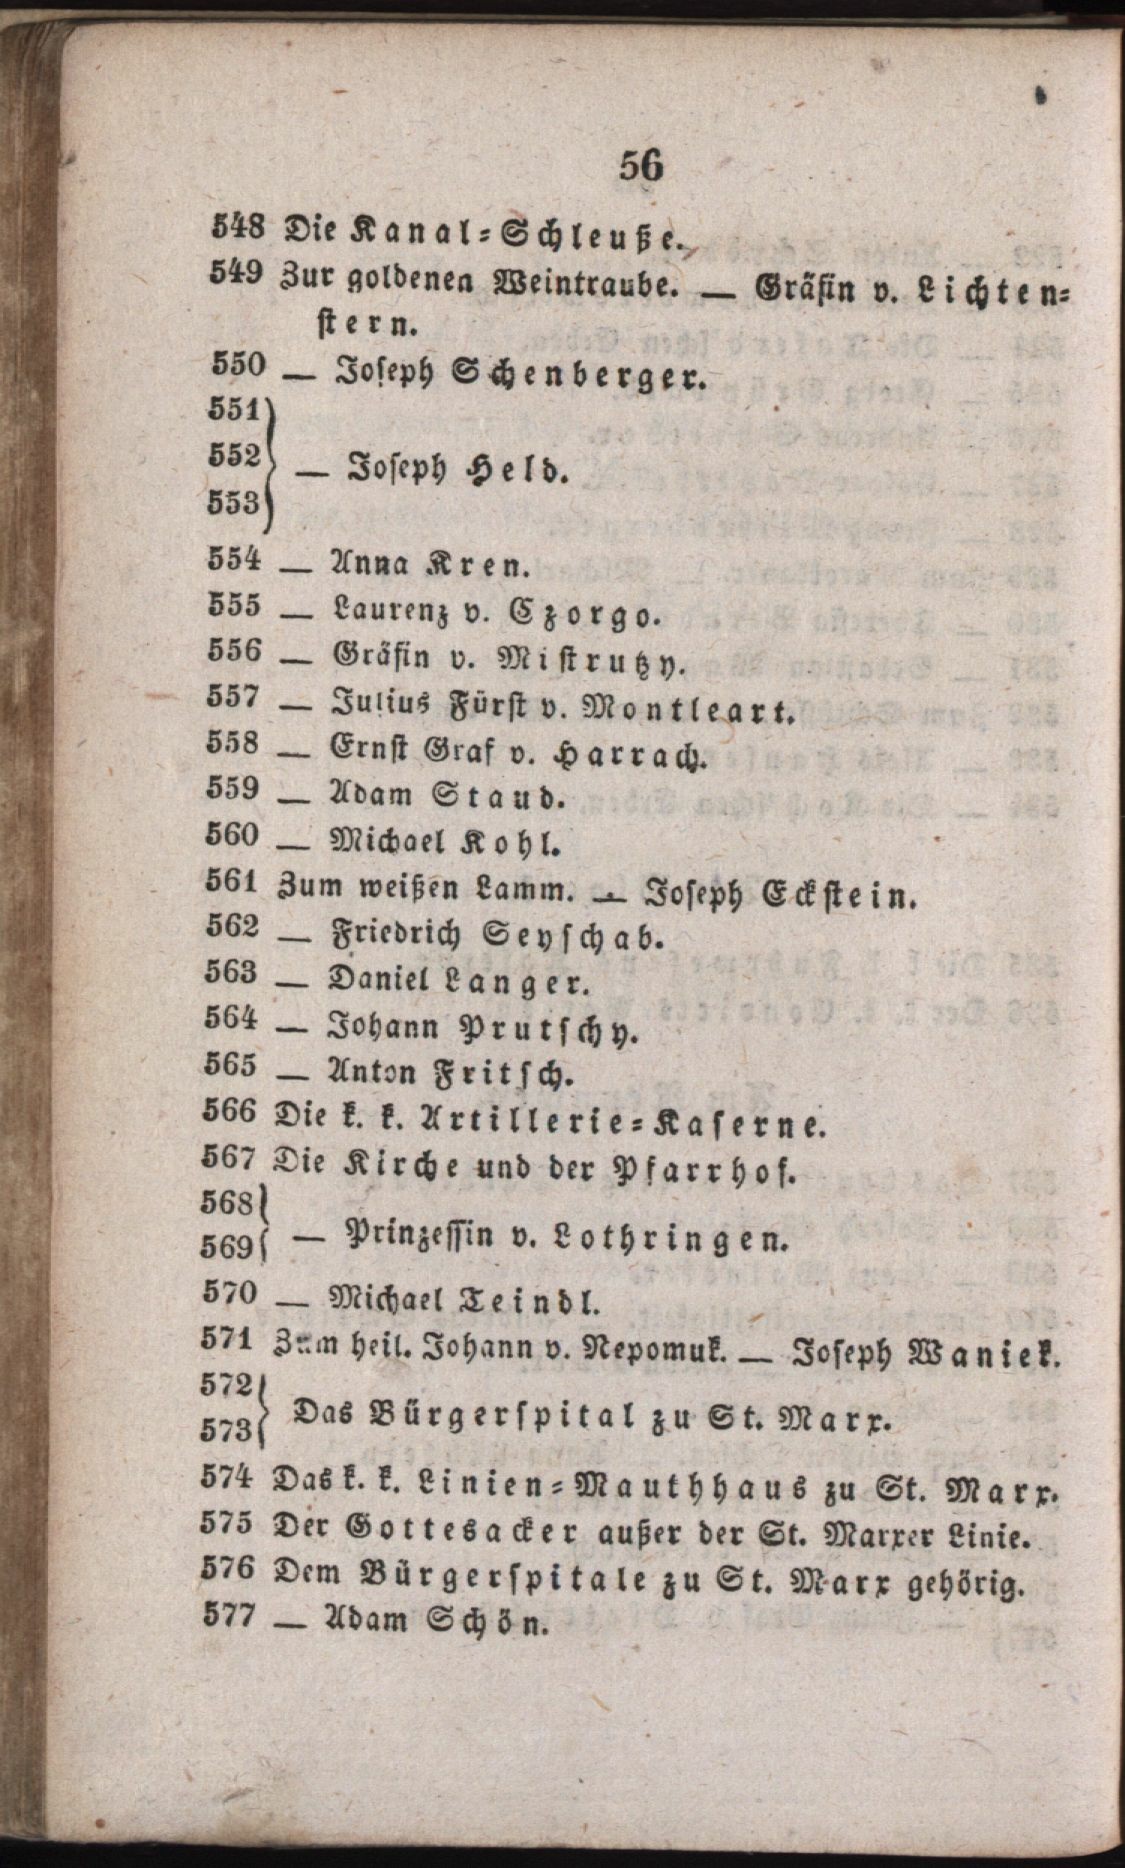 56
548 Die Kanal-Schleuße.
549 Zur goldenen Weintraube. — Gräfin v. Lichten-
stern.
550 — Joseph Schenberger.
551
552 — Joseph Held.
553
554 — Anna Kren.
555 — Laurenz v. Czorgo.
556 — Gräfin v. Mistrutzy.
557 — Julius Fürst v. Montleart.
558 — Ernst Graf v. Harrach.
559 — Adam Staud.
560 — Michael Kohl.
561 Zum weißen Lamm. — Joseph Eckstein.
562 — Friedrich Seyschab.
563 — Daniel Langer.
564 — Johann Prutschy.
565 — Anton Fritsch.
566 Die k. k. Artillerie-Kaserne.
567 Die Kirche und der Pfarrhof.
568
569 — Prinzessin v. Lothringen.
570 — Michael Teindl.
571 Zum heil. Johann v. Nepomuk. — Joseph Waniek.
572
573 Das Bürgerspital zu St. Marx.
574 Das k. k. Linien-Mauthhaus zu St. Marx.
575 Der Gottesacker außer der St. Marxer Linie.
576 Dem Bürgerspitale zu St. Marx gehörig.
577 — Adam Schön.